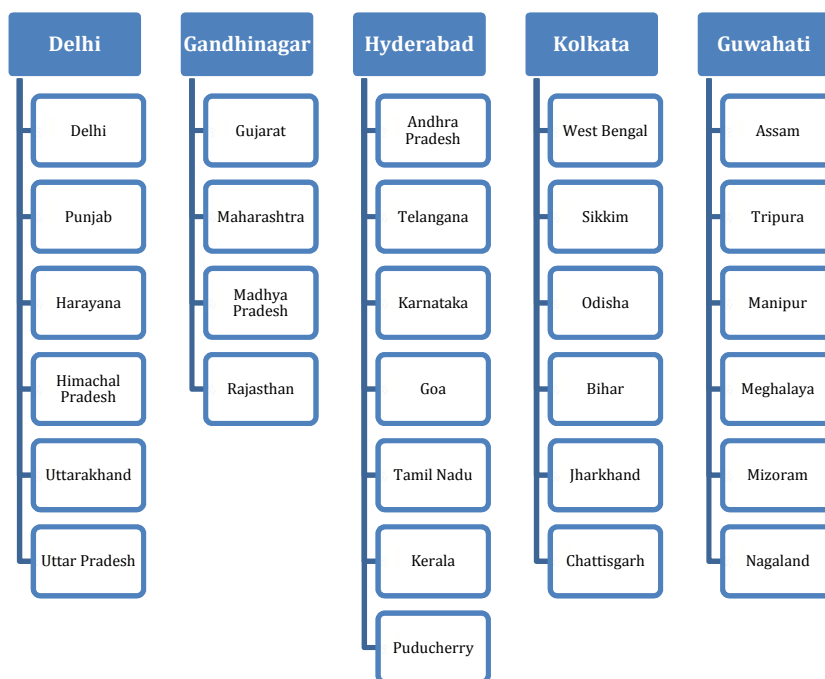 Delhi
Delhi
Punjab
Harayana
Himachal
Pradesh
Uttarakhand
Uttar Pradesh
Gandhinagar
Gujarat
Maharashtra
Madhya
Pradesh
Rajasthan
Hyderabad
Andhra
Pradesh
Telangana
Karnataka
Goa
Tamil Nadu
Kerala
Puducherry
Kolkata
West Bengal
Sikkim
Odisha
Bihar
Jharkhand
Chattisgarh
Guwahati
Assam
Tripura
Manipur
Meghalaya
Mizoram
Nagaland